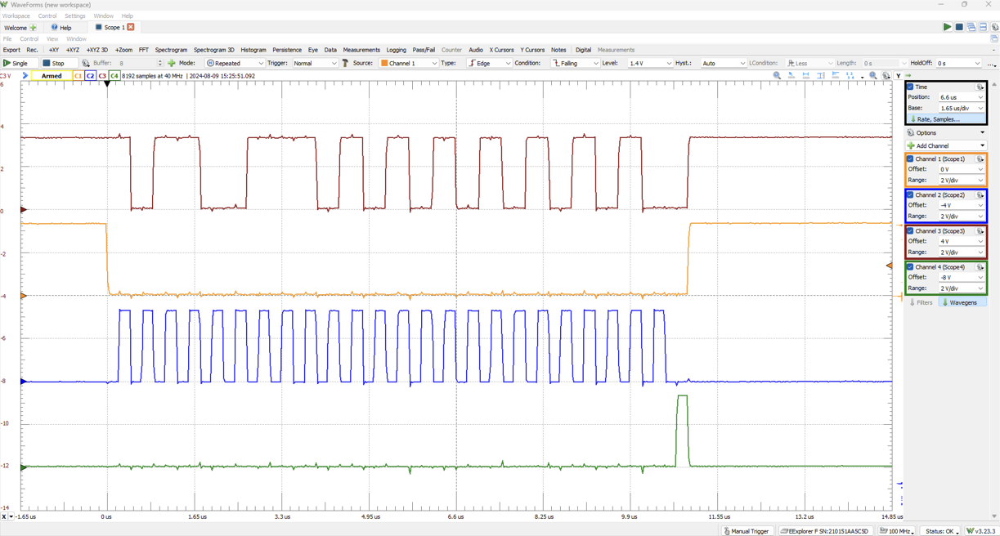 WaveForms (new workspace)
Workspace Control Settings Window Help
Welcome Help Scope 1
File Control View Window
Export Rec. +XY +XYZ +XYZ 3D +Zoom FFT Spectrogram Spectrogram 3D Histogram Persistence Eye Data Measurements Logging Pass/Fail Counter Audio X Cursors Y Cursors Notes Digital Measurements
Single Stop Buffer: 8 Mode: Repeated Trigger: Normal Source: Channel 1 Type: Edge Condition: Falling Level: 1.4 V Hyst.: Auto LCondition: Less Length: 0 s HoldOff: 0 s
C3 V Armed C1 C2 C3 C4 8192 samples at 40 MHz | 2024-08-09 15:25:51.092 Y
6
4
2
0
-2
-4
-6
-8
-10
-12
-14
X -1.65 us 0 us 1.65 us 3.3 us 4.95 us 6.6 us 8.25 us 9.9 us 11.55 us 13.2 us 14.85 us
Time
Position: 6.6 us
Base: 1.65 us/div
Rate, Samples...
Options
Add Channel
Channel 1 (Scope1)
Offset: 0 V
Range: 2 V/div
Channel 2 (Scope2)
Offset: -4 V
Range: 2 V/div
Channel 3 (Scope3)
Offset: 4 V
Range: 2 V/div
Channel 4 (Scope4)
Offset: -8 V
Range: 2 V/div
Filters Wavegens
Manual Trigger EExplorer F SN:210151AA5C5D 100 MHz Status: OK v3.23.3